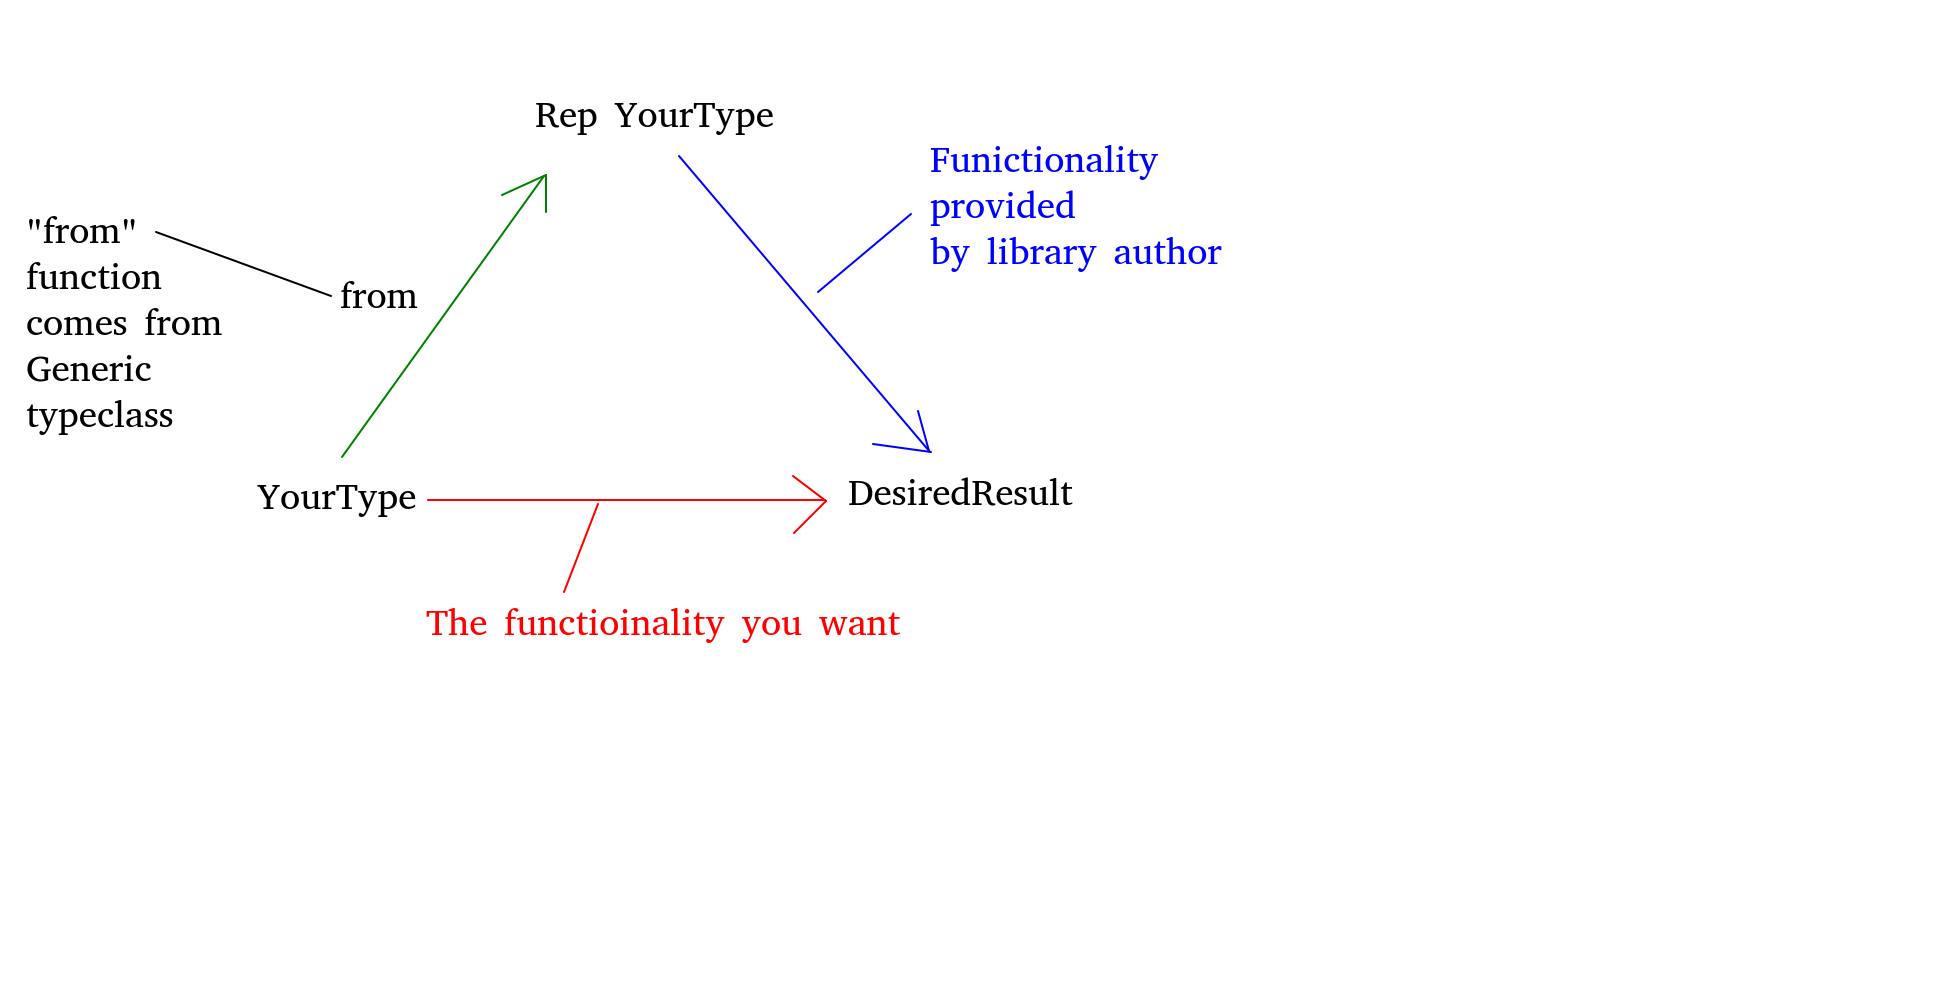 Rep YourType
Funictionality
provided
by library author
"from"
function
comes from
Generic
typeclass
from
YourType
DesiredResult
The functioinality you want